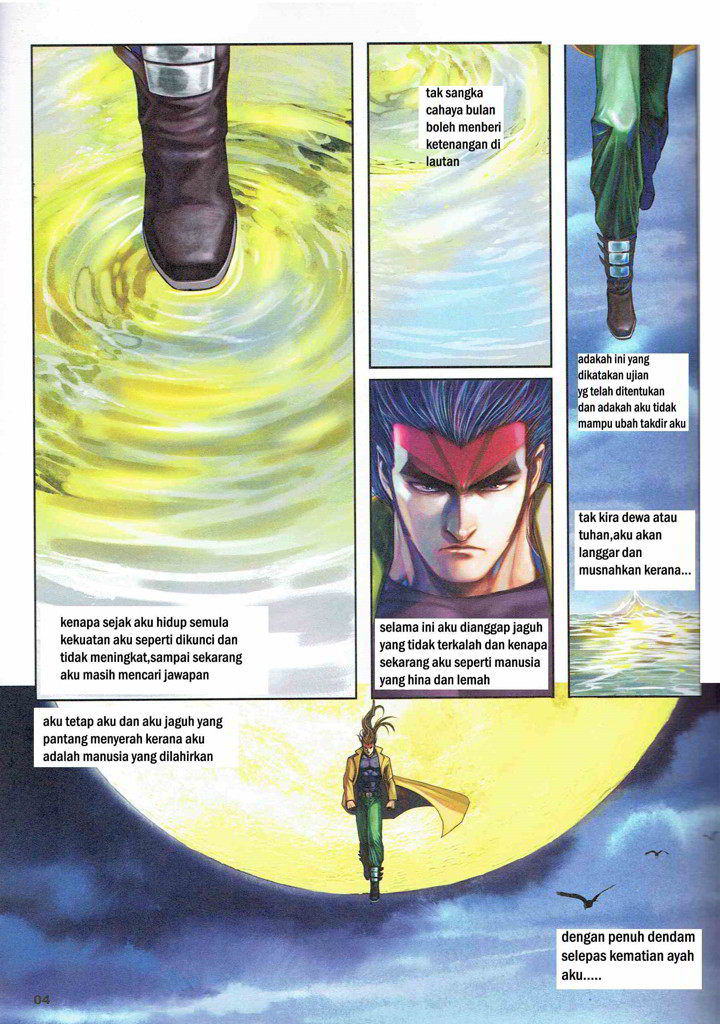 tak sangka
cahaya bulan
boleh menberi
ketenangan di
lautan
kenapa sejak aku hidup semula
kekuatan aku seperti dikunci dan
tidak meningkat,sampai sekarang
aku masih mencari jawapan
selama ini aku dianggap jaguh
yang tidak terkalah dan kenapa
sekarang aku seperti manusia
yang hina dan lemah
adakah ini yang
dikatakan ujian
yg telah ditentukan
dan adakah aku tidak
mampu ubah takdir aku
tak kira dewa atau
tuhan,aku akan
langgar dan
musnahkan kerana...
aku tetap aku dan aku jaguh yang
pantang menyerah kerana aku
adalah manusia yang dilahirkan
dengan penuh dendam
selepas kematian ayah
aku.....
04